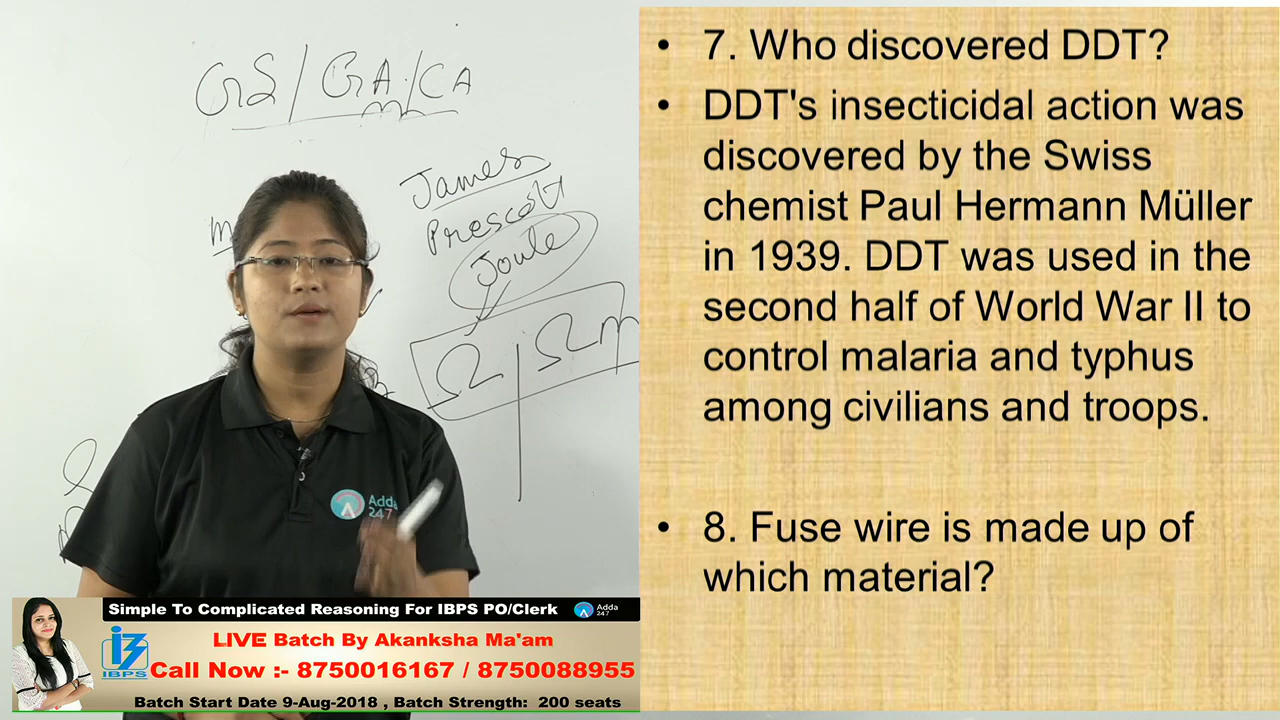 GS/GA/CA
m
James
Prescott
Joule
Ω Ωm
Adda
247
• 7. Who discovered DDT?
• DDT's insecticidal action was
discovered by the Swiss
chemist Paul Hermann Müller
in 1939. DDT was used in the
second half of World War II to
control malaria and typhus
among civilians and troops.
• 8. Fuse wire is made up of
which material?
Simple To Complicated Reasoning For IBPS PO/Clerk Adda
247
IBPS
LIVE Batch By Akanksha Ma'am
Call Now :- 8750016167 / 8750088955
Batch Start Date 9-Aug-2018 , Batch Strength: 200 seats